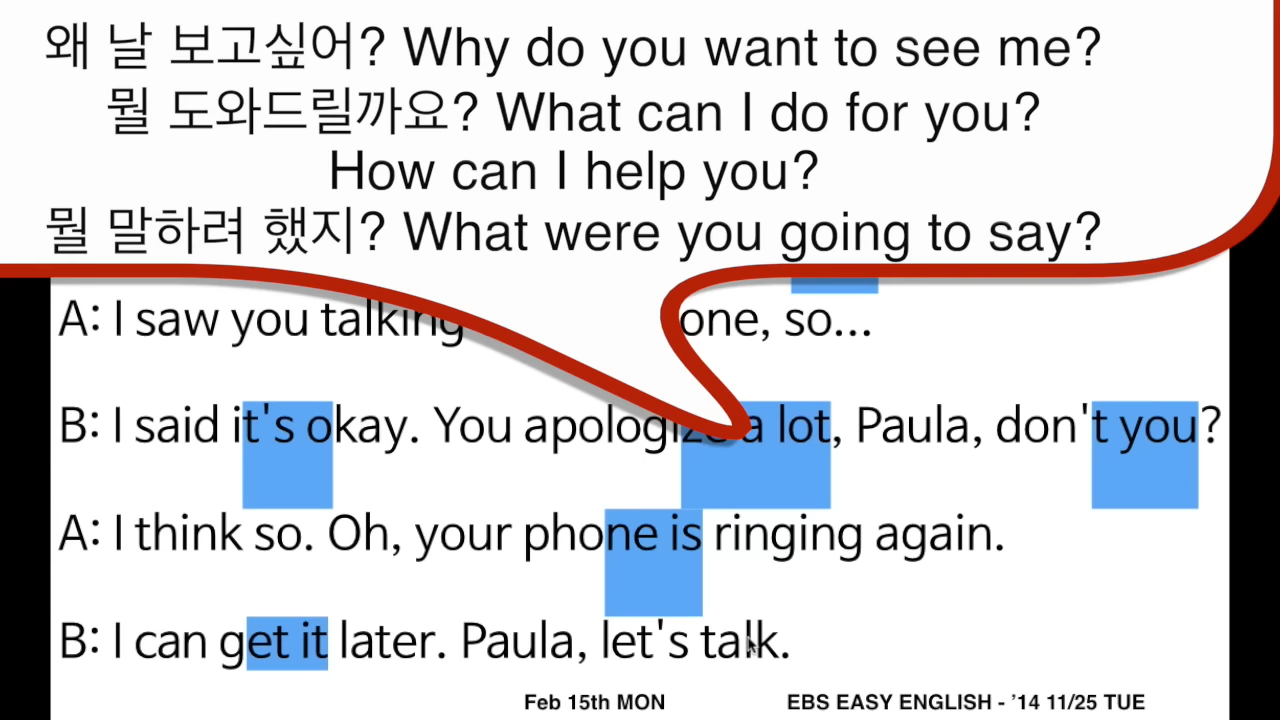 왜 날 보고싶어? Why do you want to see me?
뭘 도와드릴까요? What can I do for you?
How can I help you?
뭘 말하려 했지? What were you going to say?
A: I saw you talking one, so...
B: I said it's okay. You apologize a lot, Paula, don't you?
A: I think so. Oh, your phone is ringing again.
B: I can get it later. Paula, let's talk.
Feb 15th MON EBS EASY ENGLISH - ’14 11/25 TUE